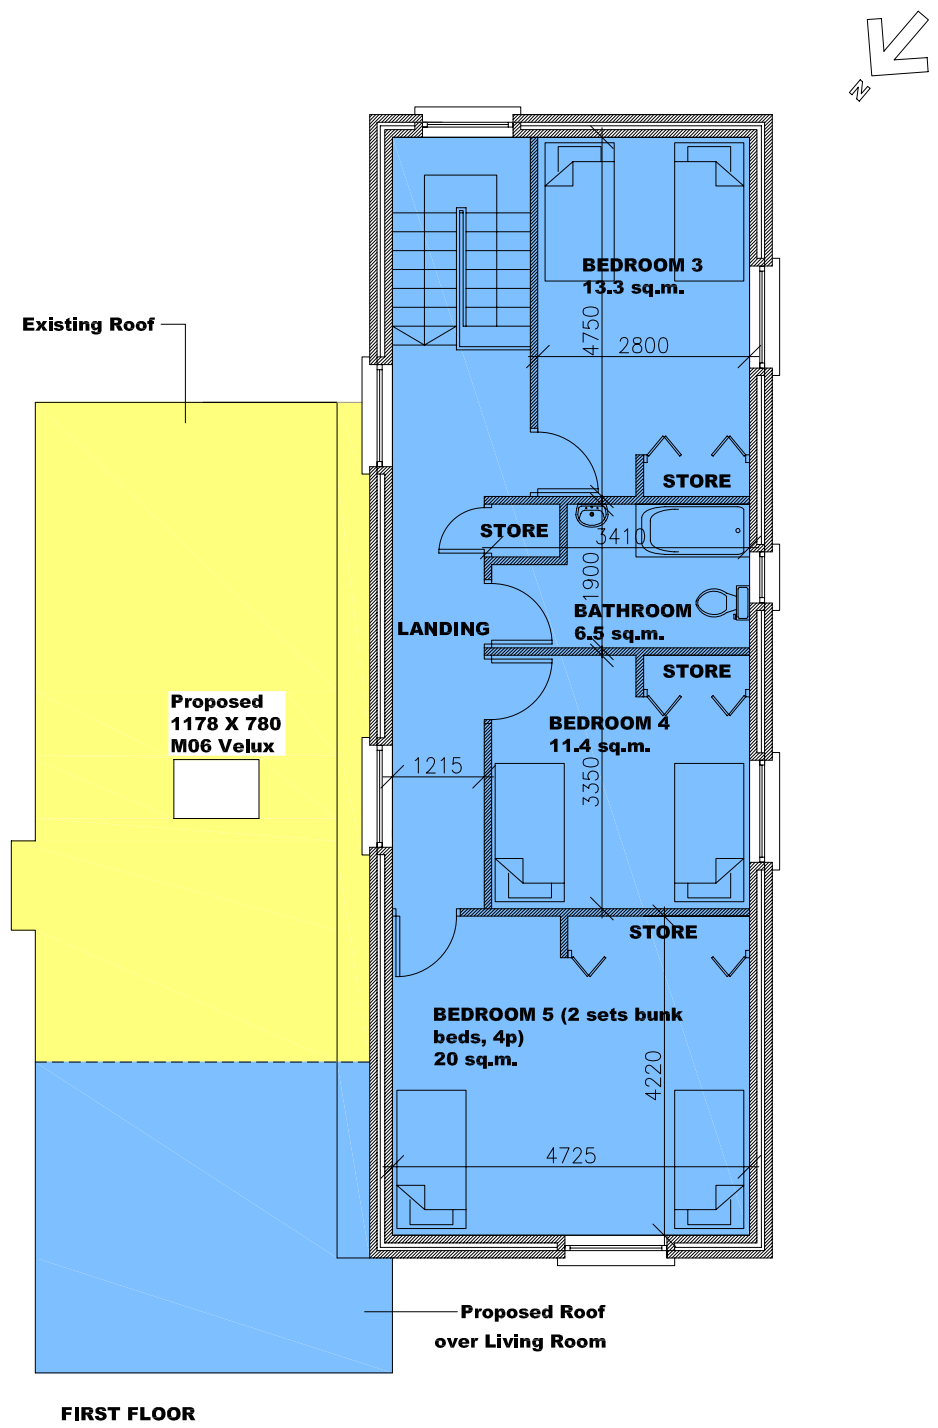 N
BEDROOM 3
13.3 sq.m.
4750
2800
Existing Roof
STORE
STORE
3410
1900
BATHROOM
6.5 sq.m.
LANDING
STORE
Proposed
1178 X 780
M06 Velux
BEDROOM 4
11.4 sq.m.
1215
3350
STORE
BEDROOM 5 (2 sets bunk
beds, 4p)
20 sq.m.
4220
4725
Proposed Roof
over Living Room
FIRST FLOOR